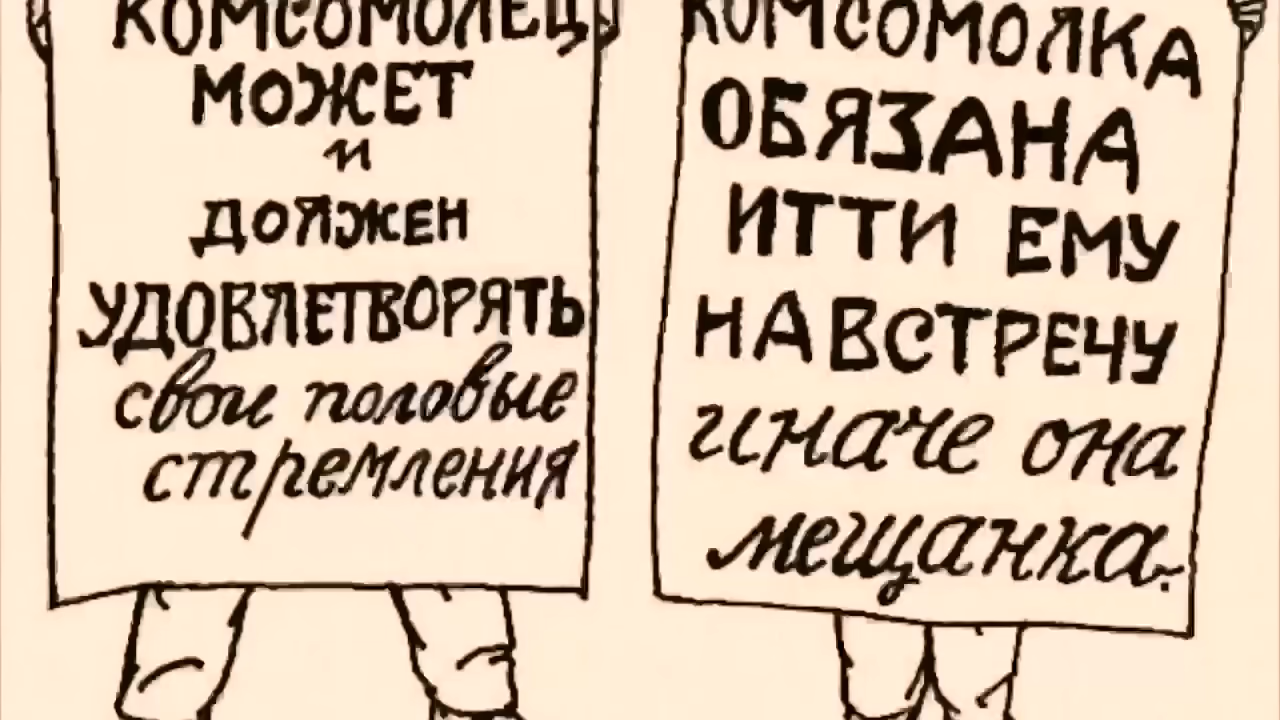 КОМСОМОЛЕЦ
МОЖЕТ
и
ДОЛЖЕН
УДОВЛЕТВОРЯТЬ
свои половые
стремления
КОМСОМОЛКА
ОБЯЗАНА
ИТТИ ЕМУ
НАВСТРЕЧУ
иначе она
мещанка.